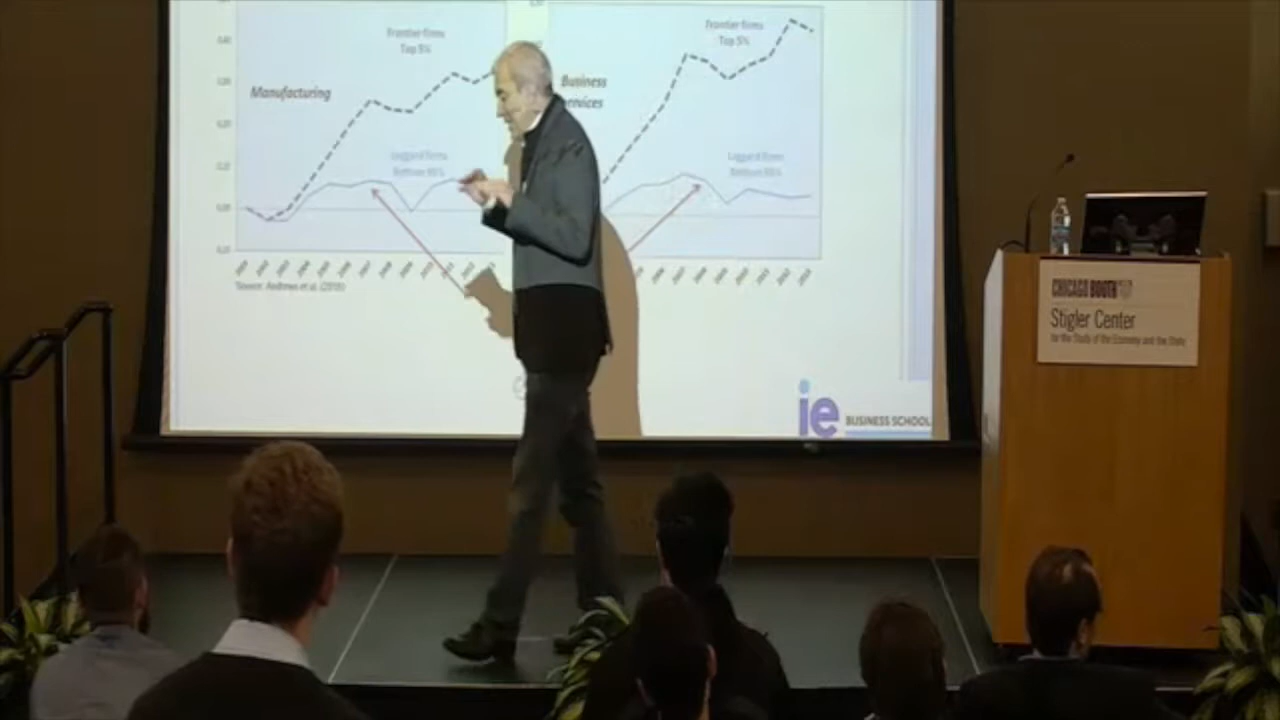 Frontier firms
Top 5%
Manufacturing
Laggard firms
Bottom 95%
Source: Andrews et al. (2016)
Frontier firms
Top 5%
Business
services
Laggard firms
Bottom 95%
ie
BUSINESS SCHOOL
CHICAGO BOOTH
Stigler Center
for the Study of the Economy and the State